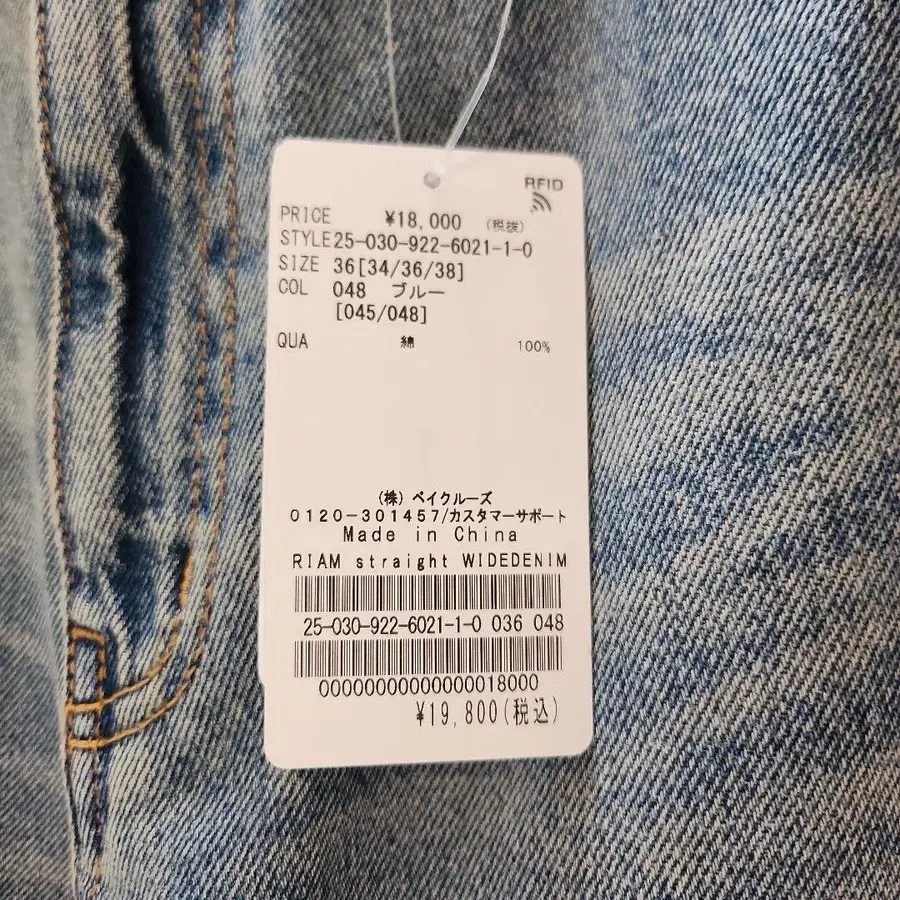 RFID
PRICE ¥18,000 (税抜)
STYLE25-030-922-6021-1-0
SIZE 36[34/36/38]
COL 048 ブルー
[045/048]
QUA 綿 100%
(株) ベイクルーズ
0120-301457/カスタマーサポート
Made in China
RIAM straight WIDEDENIM
25-030-922-6021-1-0 036 048
00000000000000018000
¥19,800(税込)